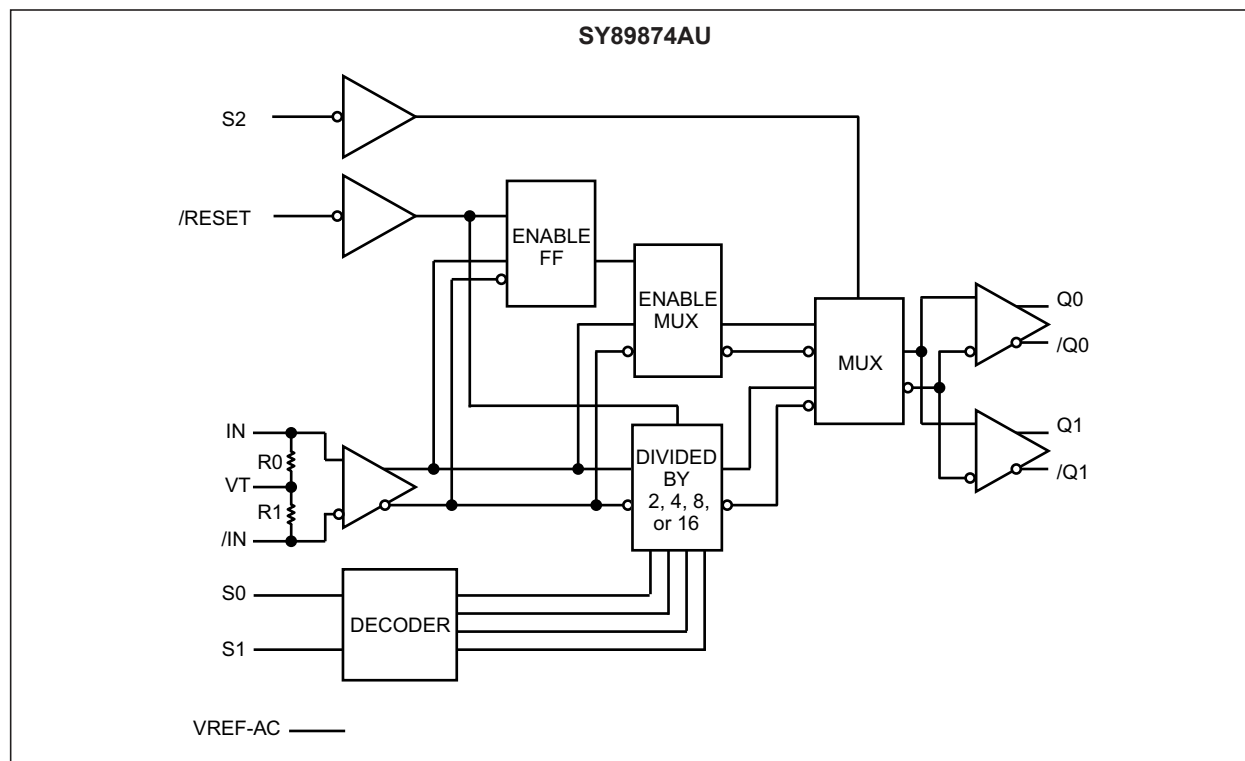 SY89874AU
S2
/RESET
ENABLE
FF
ENABLE
MUX
MUX
Q0
/Q0
Q1
/Q1
IN
R0
VT
R1
/IN
DIVIDED
BY
2, 4, 8,
or 16
S0
DECODER
S1
VREF-AC